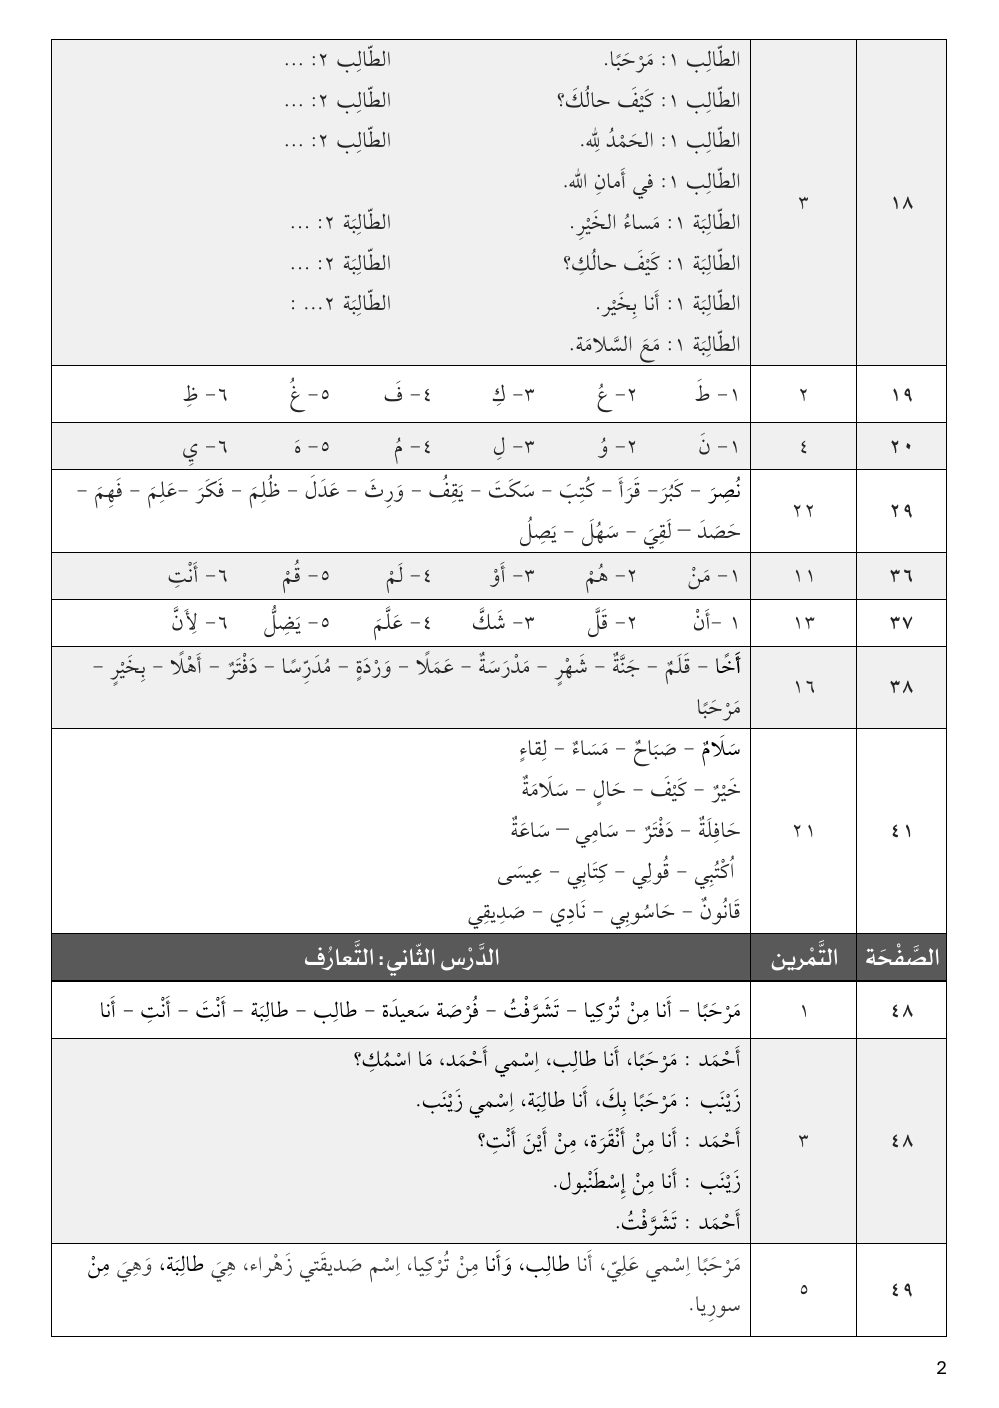 ١٨ ٣ الطّالِب ١: مَرْحَبًا. الطّالِب ٢: ...
الطّالِب ١: كَيْفَ حالُكَ؟ الطّالِب ٢: ...
الطّالِب ١: الحَمْدُ لِله. الطّالِب ٢: ...
الطّالِب ١: في أَمانِ الله.
الطّالِبَة ١: مَساءُ الخَيْرِ. الطّالِبَة ٢: ...
الطّالِبَة ١: كَيْفَ حالُكِ؟ الطّالِبَة ٢: ...
الطّالِبَة ١: أَنا بِخَيْر. الطّالِبَة ٢... :
الطّالِبَة ١: مَعَ السَّلامَة.
١٩ ٢ ١- طَ ٢- عُ ٣- كِ ٤- فَ ٥- غُ ٦- ظِ
٢٠ ٤ ١- نَ ٢- وُ ٣- لِ ٤- مُ ٥- هَ ٦- يِ
٢٩ ٢٢ نُصِرَ - كَبُرَ- قَرَأَ - كُتِبَ - سَكَتَ - يَقِفُ - وَرِثَ - عَدَلَ - ظُلِمَ - فَكَرَ -عَلِمَ - فَهِمَ -
حَصَدَ – لَقِيَ - سَهُلَ - يَصِلُ
٣٦ ١١ ١- مَنْ ٢- هُمْ ٣- أَوْ ٤- لَمْ ٥- قُمْ ٦- أَنْتِ
٣٧ ١٣ ١ -أَنْ ٢- قَلَّ ٣- شَكَّ ٤- عَلَّمَ ٥- يَضِلُّ ٦- لِأَنَّ
٣٨ ١٦ أَخًا - قَلَمٌ - جَنَّةٌ - شَهْرٍ - مَدْرَسَةٌ - عَمَلًا - وَرْدَةٍ - مُدَرِّسًا - دَفْتَرٌ - أَهْلًا - بِخَيْرٍ -
مَرْحَبًا
٤١ ٢١ سَلَامٌ - صَبَاحٌ - مَسَاءٌ - لِقاءٍ
خَيْرٌ - كَيْفَ - حَالٍ - سَلَامَةٌ
حَافِلَةٌ - دَفْتَرٌ - سَامِي – سَاعَةٌ
اُكْتُبِي - قُولِي - كِتَابِي - عِيسَى
قَانُونٌ - حَاسُوبِي - نَادِي - صَدِيقِي
الصَّفْحَة التَّمْرين الدَّرْس الثّاني: التَّعارُف
٤٨ ١ مَرْحَبًا - أَنا مِنْ تُرْكِيا - تَشَرَّفْتُ - فُرْصَة سَعيدَة - طالِب - طالِبَة - أَنْتَ - أَنْتِ - أَنا
٤٨ ٣ أَحْمَد : مَرْحَبًا، أَنا طالِب، اِسْمي أَحْمَد، مَا اسْمُكِ؟
زَيْنَب : مَرْحَبًا بِكَ، أَنا طالِبَة، اِسْمي زَيْنَب.
أَحْمَد : أَنا مِنْ أَنْقَرَة، مِنْ أَيْنَ أَنْتِ؟
زَيْنَب : أَنا مِنْ إِسْطَنْبول.
أَحْمَد : تَشَرَّفْتُ.
٤٩ ٥ مَرْحَبًا اِسْمي عَلِيّ، أَنا طالِب، وَأَنا مِنْ تُرْكِيا، اِسْم صَديقَتي زَهْراء، هِيَ طالِبَة، وَهِيَ مِنْ
سورِيا.
2